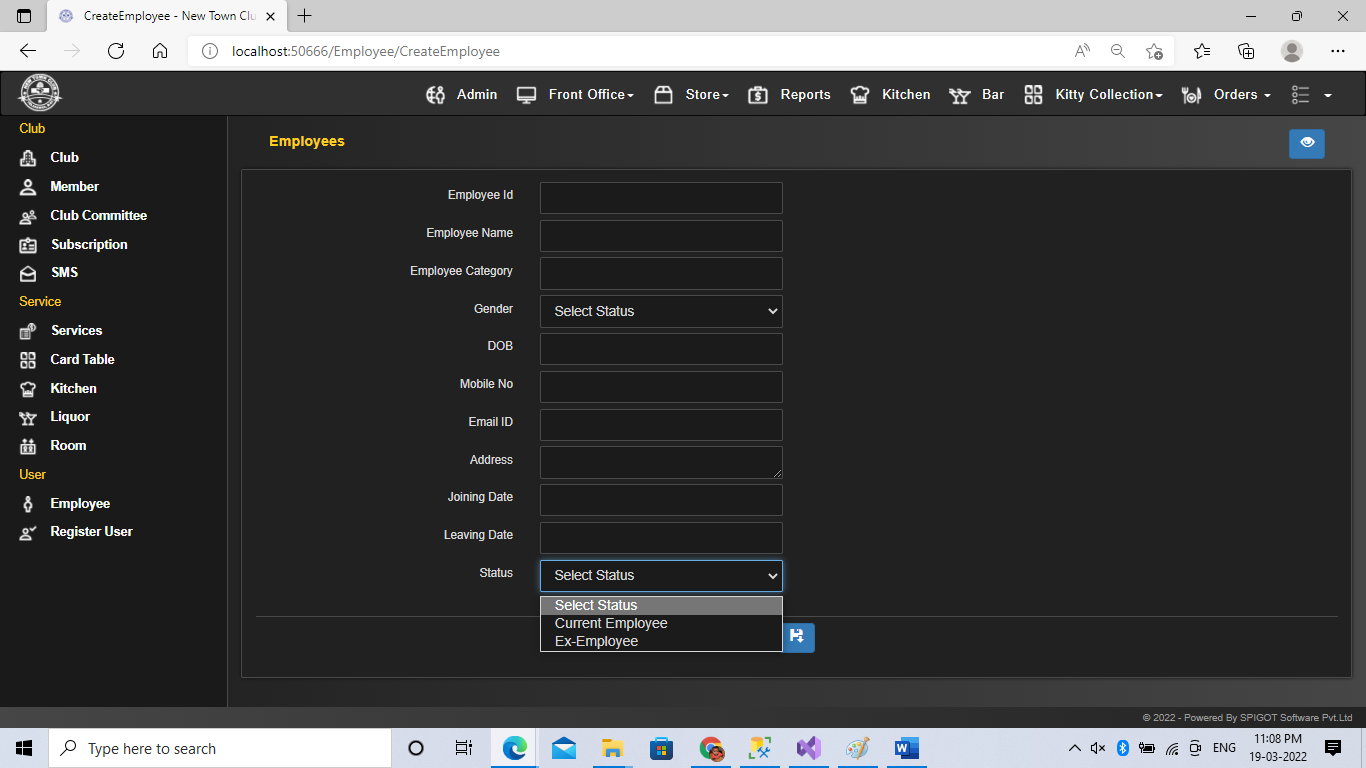 CreateEmployee - New Town Clu
localhost:50666/Employee/CreateEmployee
Admin
Front Office
Store
Reports
Kitchen
Bar
Kitty Collection
Orders
Club
Club
Member
Club Committee
Subscription
SMS
Service
Services
Card Table
Kitchen
Liquor
Room
User
Employee
Register User
Employees
Employee Id
Employee Name
Employee Category
Gender
Select Status
DOB
Mobile No
Email ID
Address
Joining Date
Leaving Date
Status
Select Status
Select Status
Current Employee
Ex-Employee
© 2022 - Powered By SPIGOT Software Pvt.Ltd
Type here to search
ENG
11:08 PM
19-03-2022